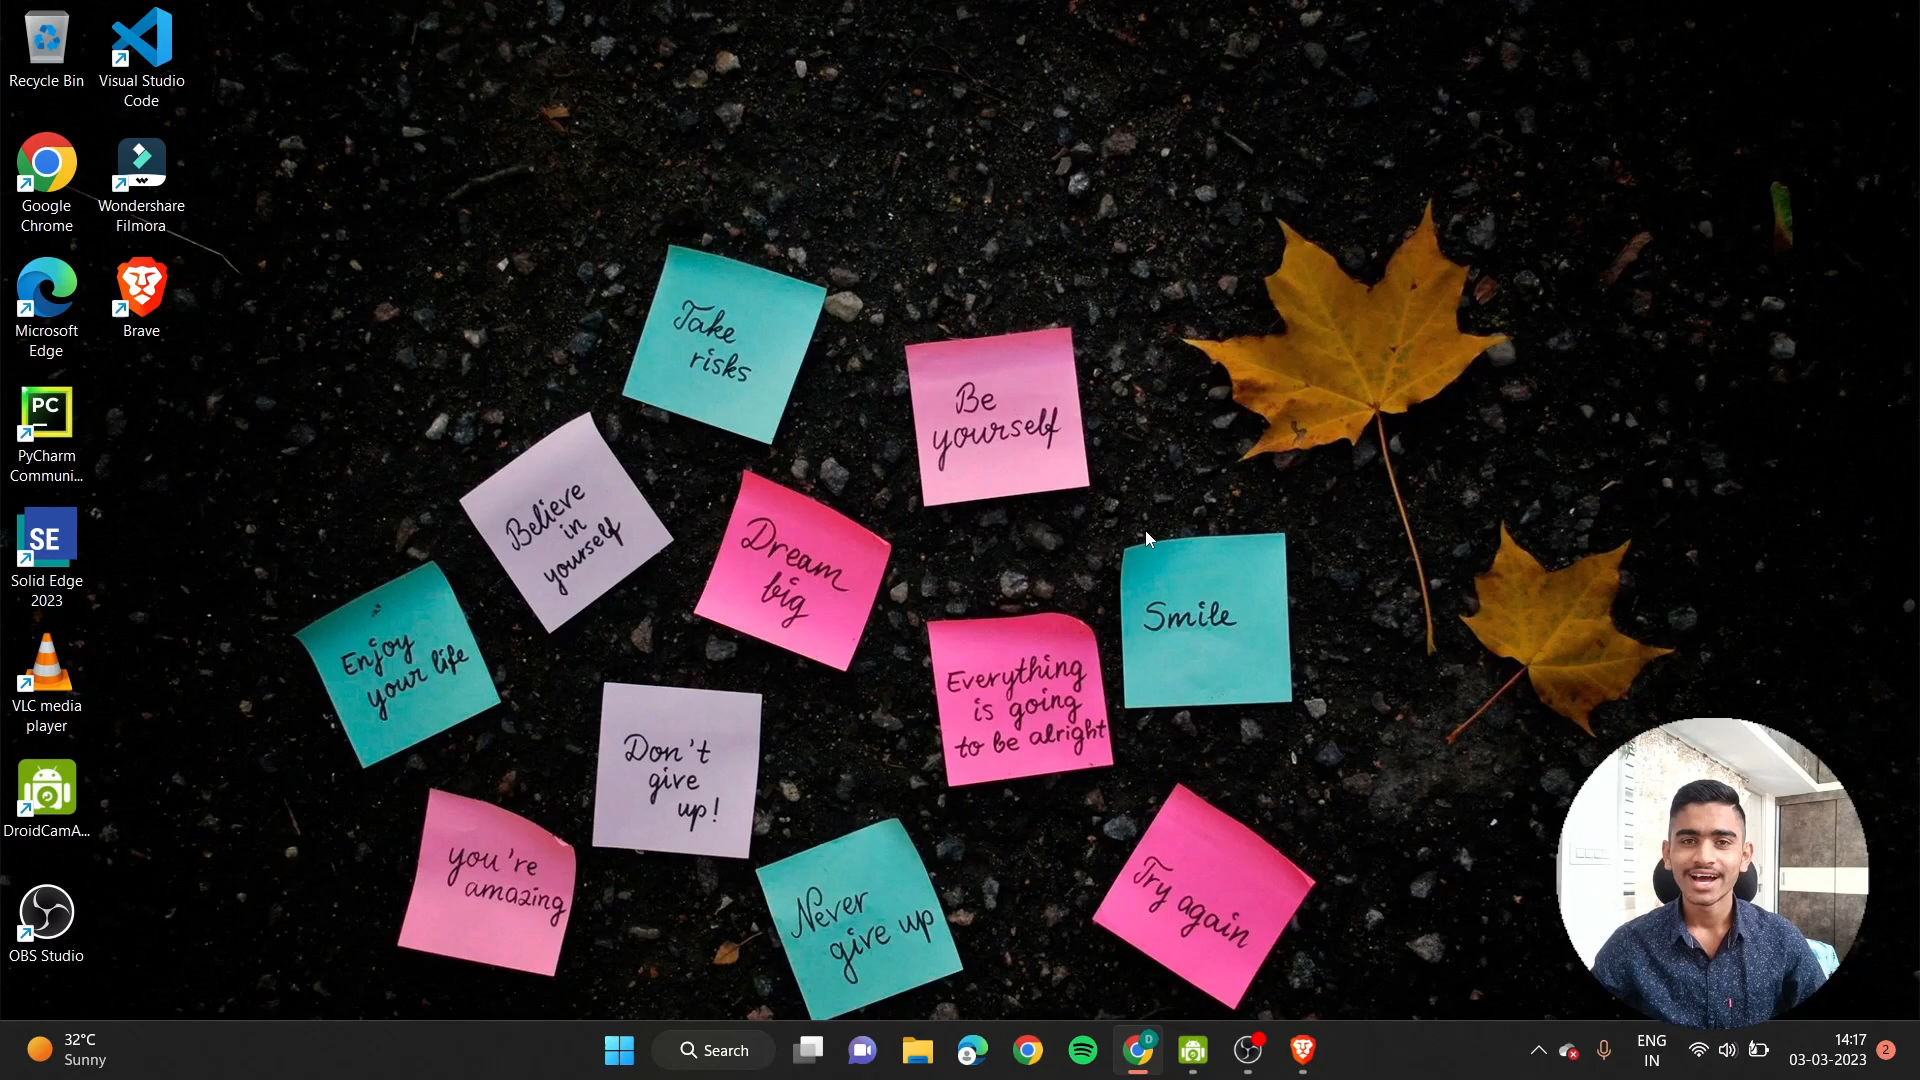 Recycle Bin
Visual Studio
Code
Google
Chrome
Wondershare
Filmora
Microsoft
Edge
Brave
PC
PyCharm
Communi...
SE
Solid Edge
2023
VLC media
player
DroidCamA...
OBS Studio
Take
risks
Be
yourself
Believe
in
yourself
Dream
big
Smile
Enjoy
your life
Everything
is going
to be alright
Don't
give
up!
you're
amazing
Never
give up
Try again
32°C
Sunny
Search
D
ENG
IN
14:17
03-03-2023
2